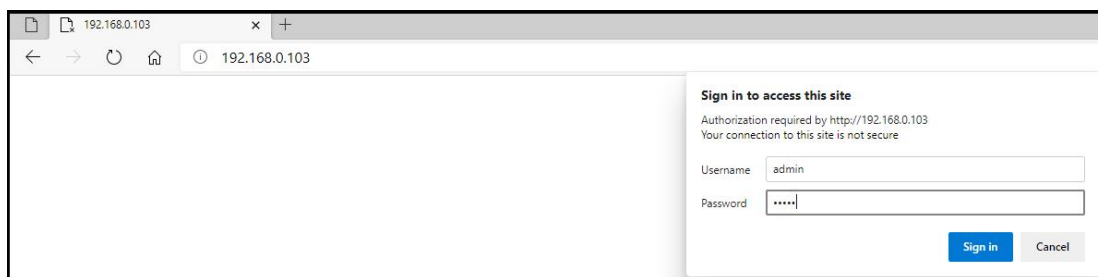 192.168.0.103
192.168.0.103
Sign in to access this site
Authorization required by http://192.168.0.103
Your connection to this site is not secure
Username admin
Password •••••
Sign in Cancel